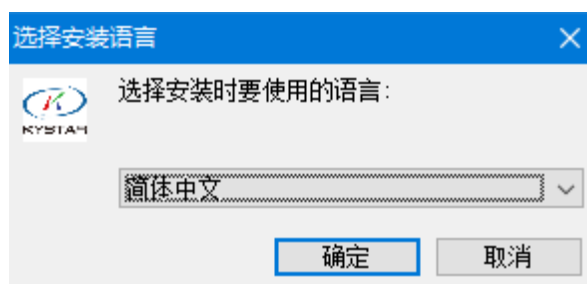 选择安装语言
选择安装时要使用的语言:
KYSTAR
简体中文
确定
取消